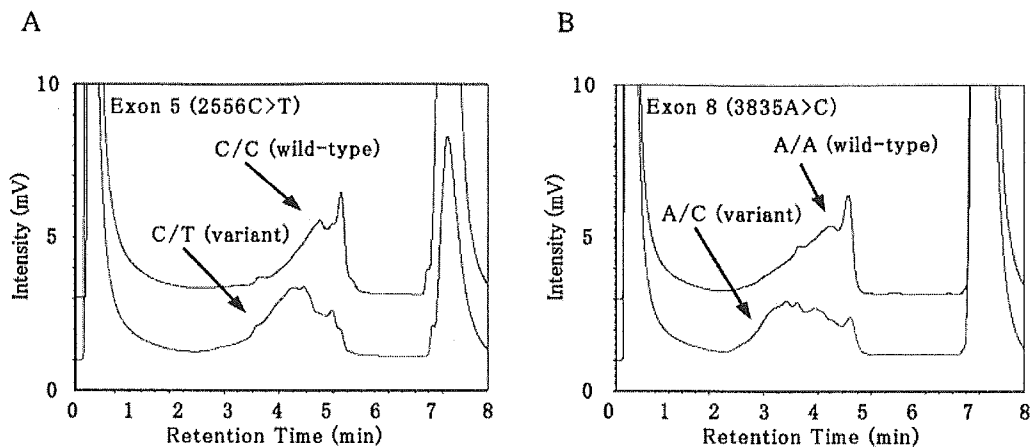 A
10
5
0
Intensity (mV)
Exon 5 (2556C>T)
C/C (wild-type)
C/T (variant)
0 1 2 3 4 5 6 7 8
Retention Time (min)
B
10
5
0
Intensity (mV)
Exon 8 (3835A>C)
A/A (wild-type)
A/C (variant)
0 1 2 3 4 5 6 7 8
Retention Time (min)